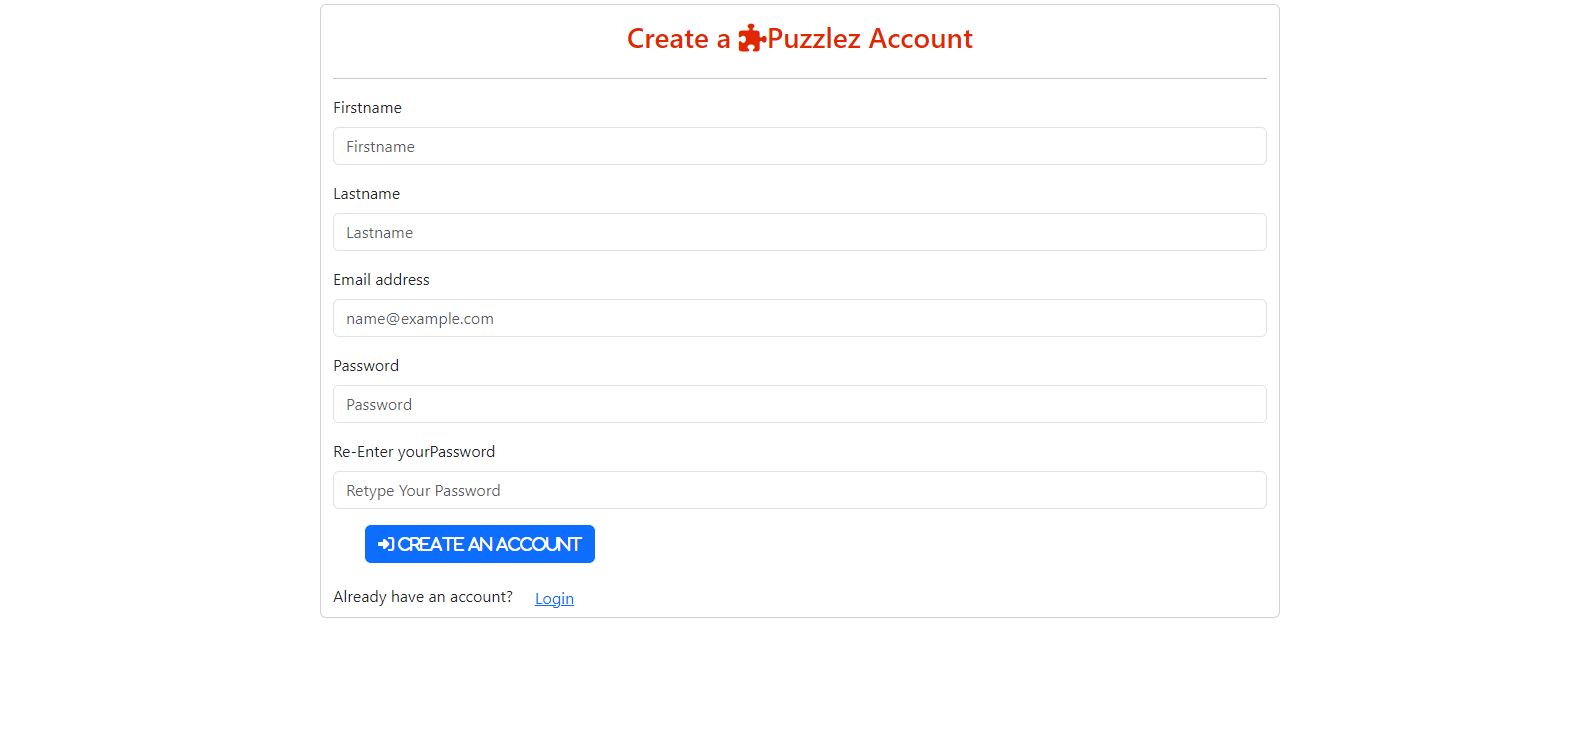 Create a Puzzlez Account
Firstname
Firstname
Lastname
Lastname
Email address
name@example.com
Password
Password
Re-Enter yourPassword
Retype Your Password
CREATE AN ACCOUNT
Already have an account? Login